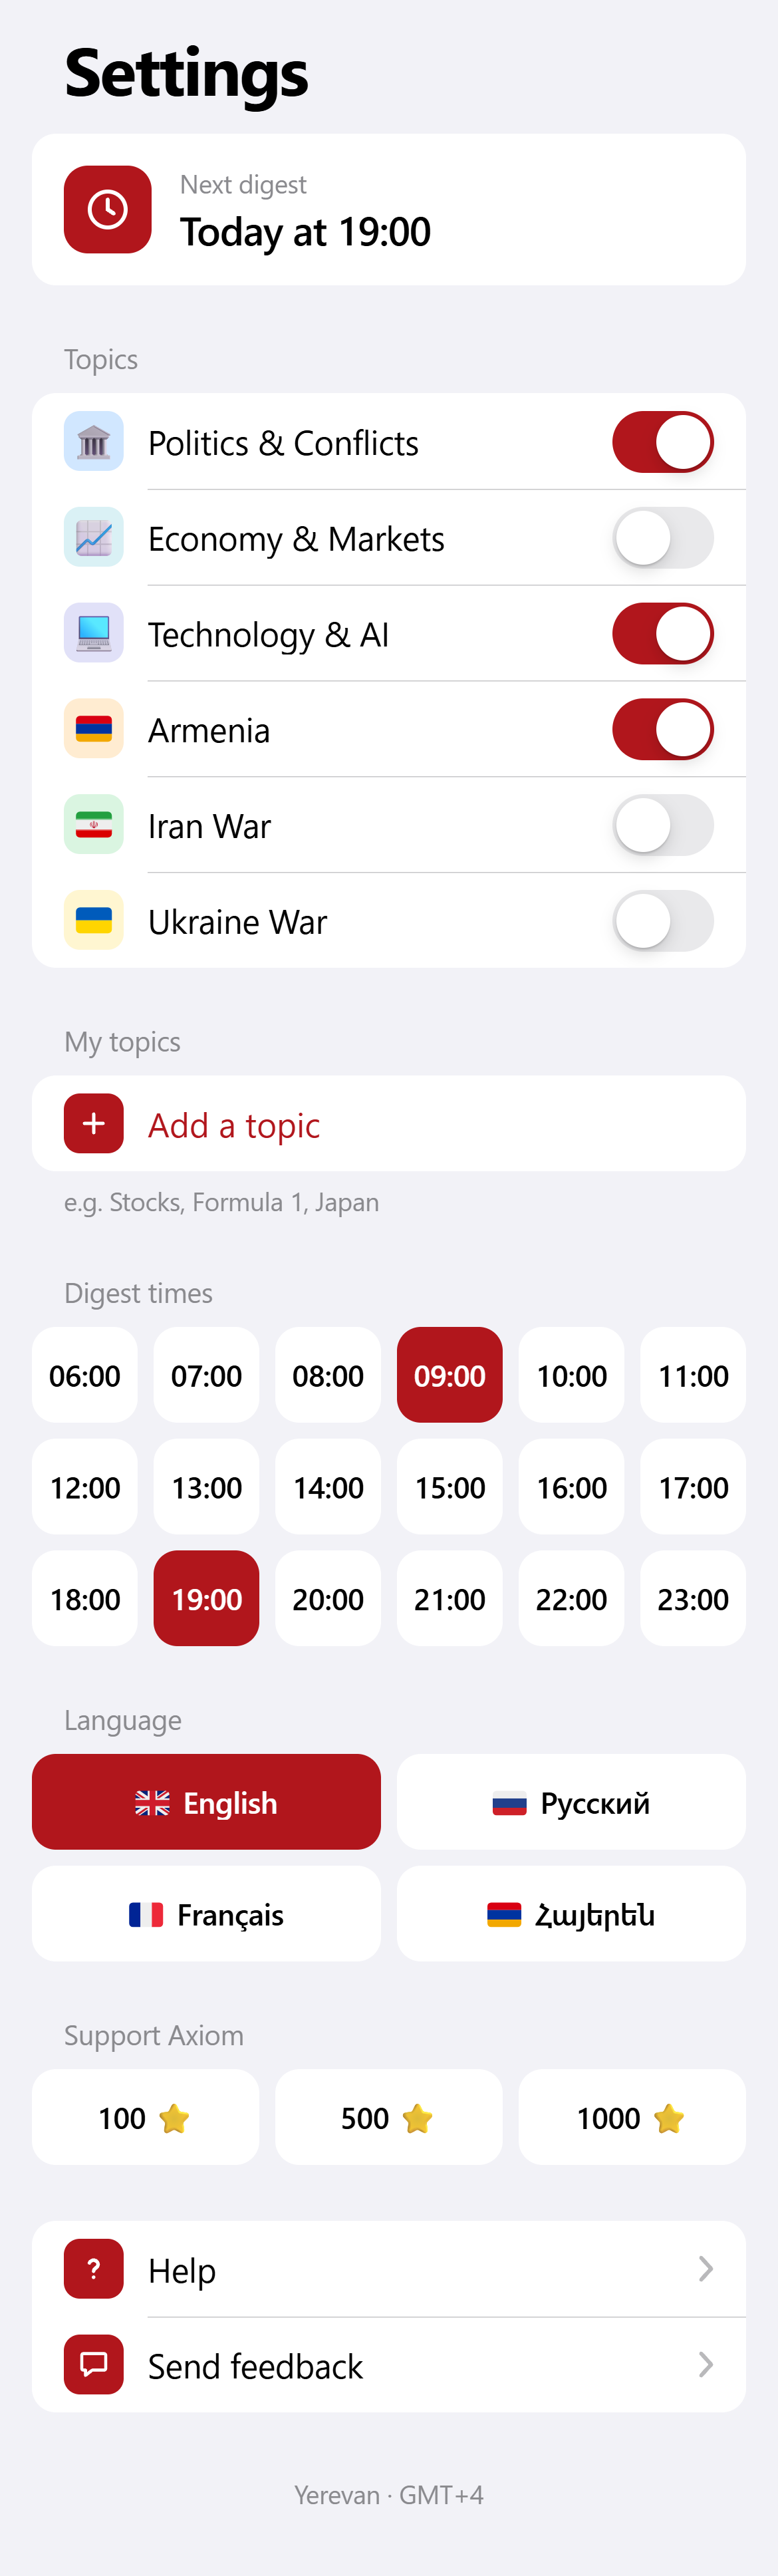 Settings
Next digest
Today at 19:00
Topics
Politics & Conflicts
Economy & Markets
Technology & AI
Armenia
Iran War
Ukraine War
My topics
Add a topic
e.g. Stocks, Formula 1, Japan
Digest times
06:00 07:00 08:00 09:00 10:00 11:00
12:00 13:00 14:00 15:00 16:00 17:00
18:00 19:00 20:00 21:00 22:00 23:00
Language
English Русский
Français Հայերեն
Support Axiom
100 500 1000
? Help
Send feedback
Yerevan · GMT+4